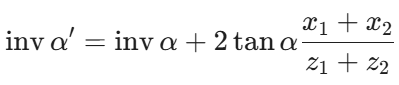 inv α′ = inv α + 2 tan α (x₁ + x₂)/(z₁ + z₂)